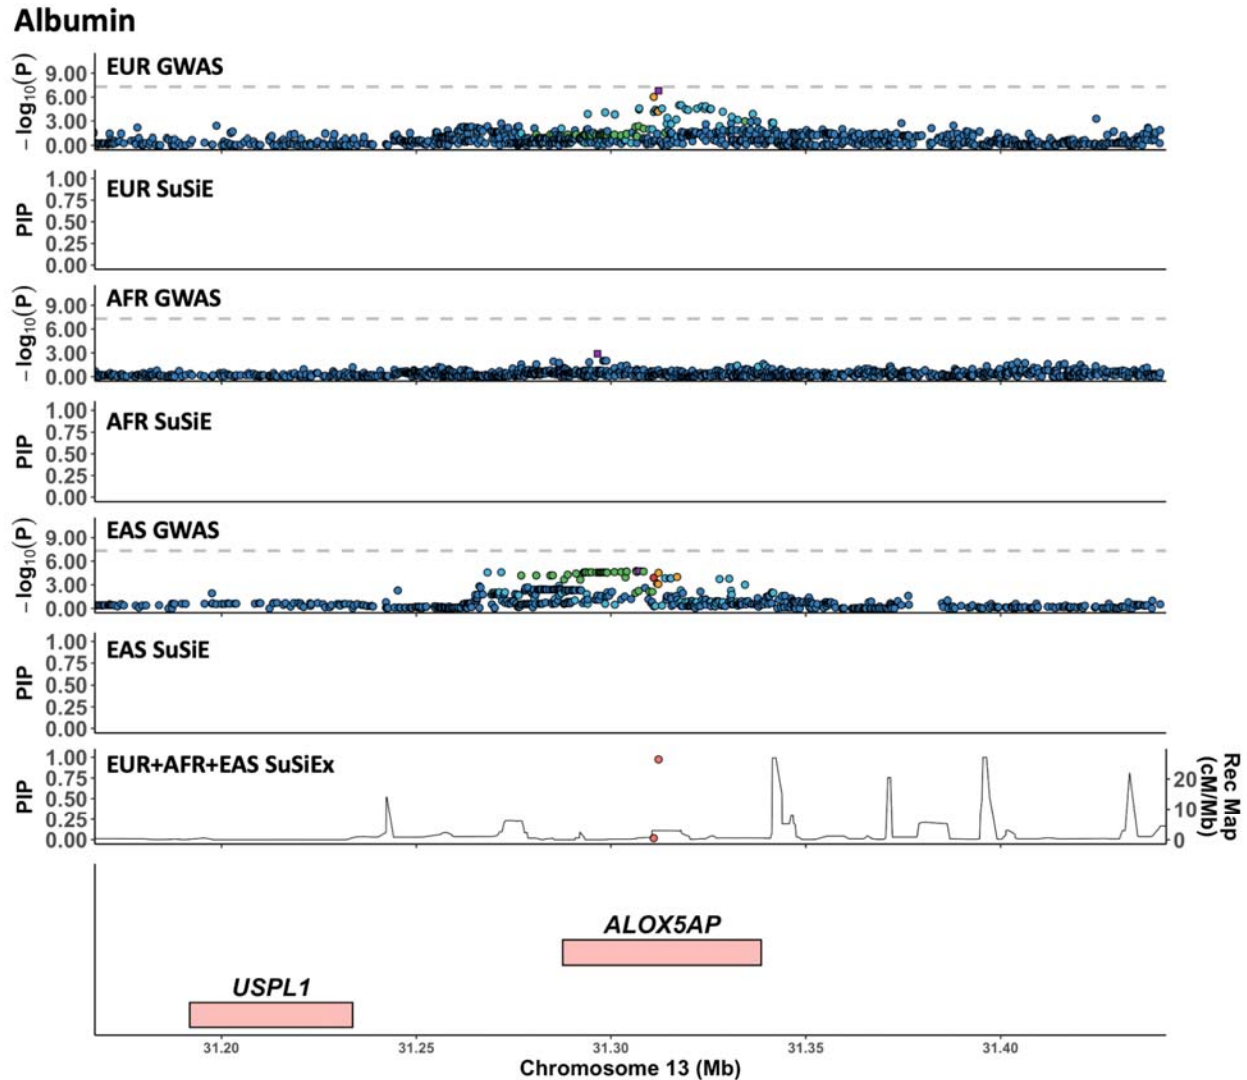 Albumin
EUR GWAS
− log10(P)
9.00
6.00
3.00
0.00
EUR SuSiE
PIP
1.00
0.75
0.50
0.25
0.00
AFR GWAS
− log10(P)
9.00
6.00
3.00
0.00
AFR SuSiE
PIP
1.00
0.75
0.50
0.25
0.00
EAS GWAS
− log10(P)
9.00
6.00
3.00
0.00
EAS SuSiE
PIP
1.00
0.75
0.50
0.25
0.00
EUR+AFR+EAS SuSiEx
PIP
1.00
0.75
0.50
0.25
0.00
20
10
0
Rec Map
(cM/Mb)
ALOX5AP
USPL1
31.20 31.25 31.30 31.35 31.40
Chromosome 13 (Mb)